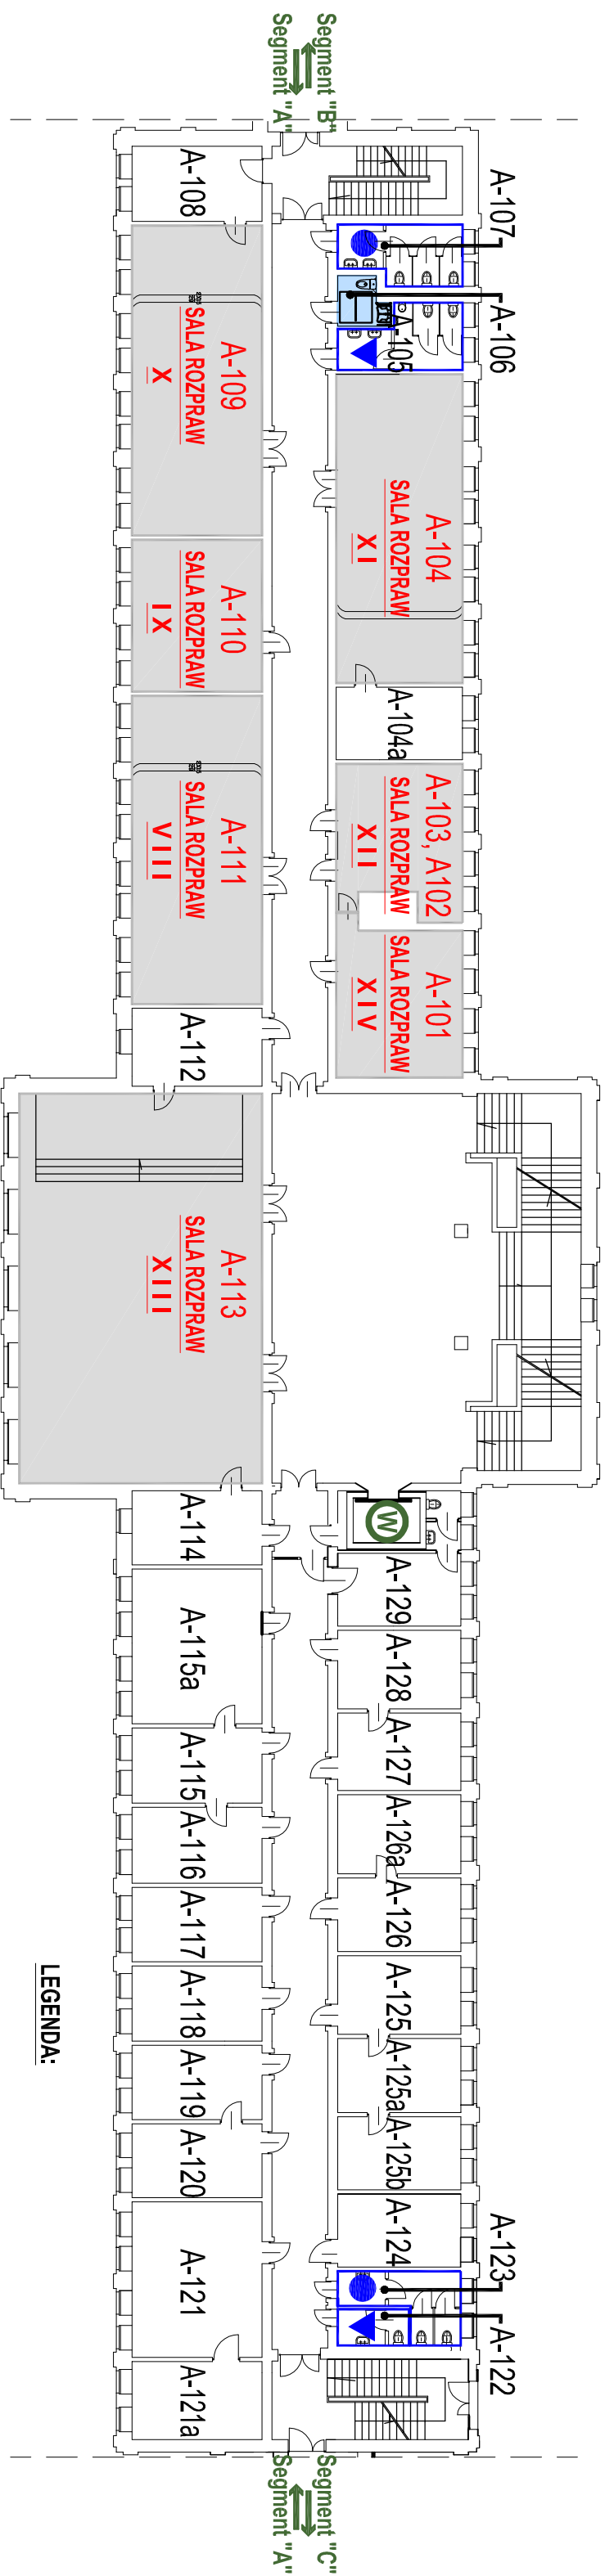 Segment "B"
Segment "A"
A-107
A-106
A-105
A-108
A-109
SALA ROZPRAW
X
A-104
SALA ROZPRAW
XI
A-110
SALA ROZPRAW
IX
A-104a
A-111
SALA ROZPRAW
VIII
A-103, A102
SALA ROZPRAW
XII
A-101
SALA ROZPRAW
XIV
A-112
A-113
SALA ROZPRAW
XIII
W
A-114
A-129
A-115a
A-128
A-115
A-127
A-116
A-126a
A-117
A-126
A-118
A-125
A-119
A-125a
A-120
A-125b
A-121
A-124
A-123
A-122
A-121a
Segment "C"
Segment "A"
LEGENDA: